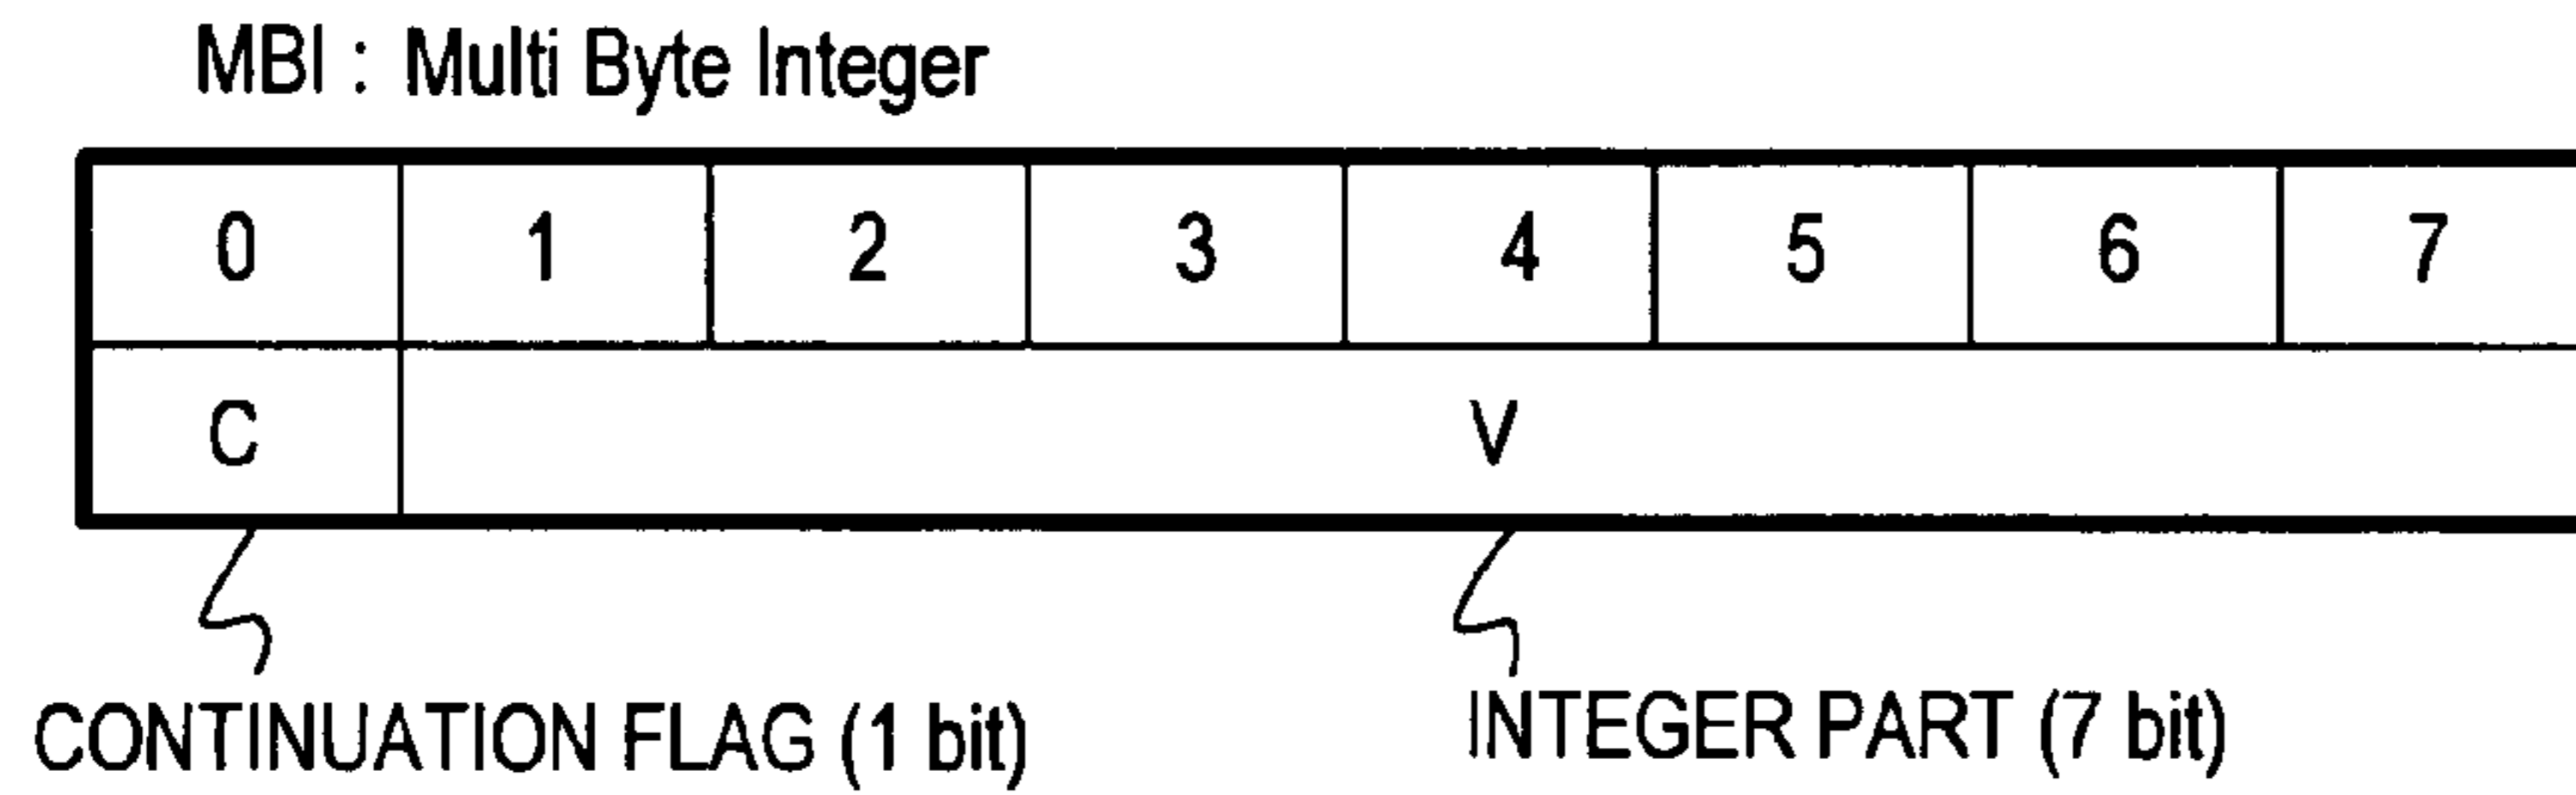 MBI : Multi Byte Integer
0 1 2 3 4 5 6 7
C V
CONTINUATION FLAG (1 bit) INTEGER PART (7 bit)